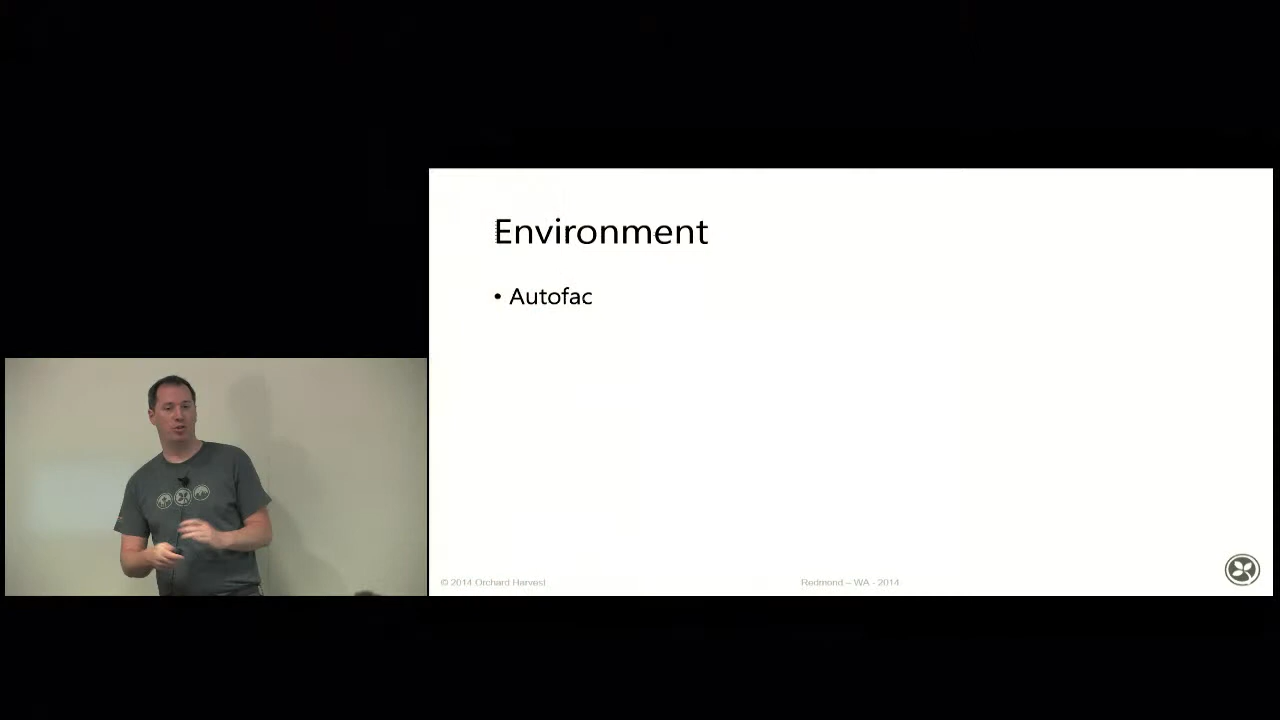 Environment
• Autofac
© 2014 Orchard Harvest
Redmond – WA - 2014